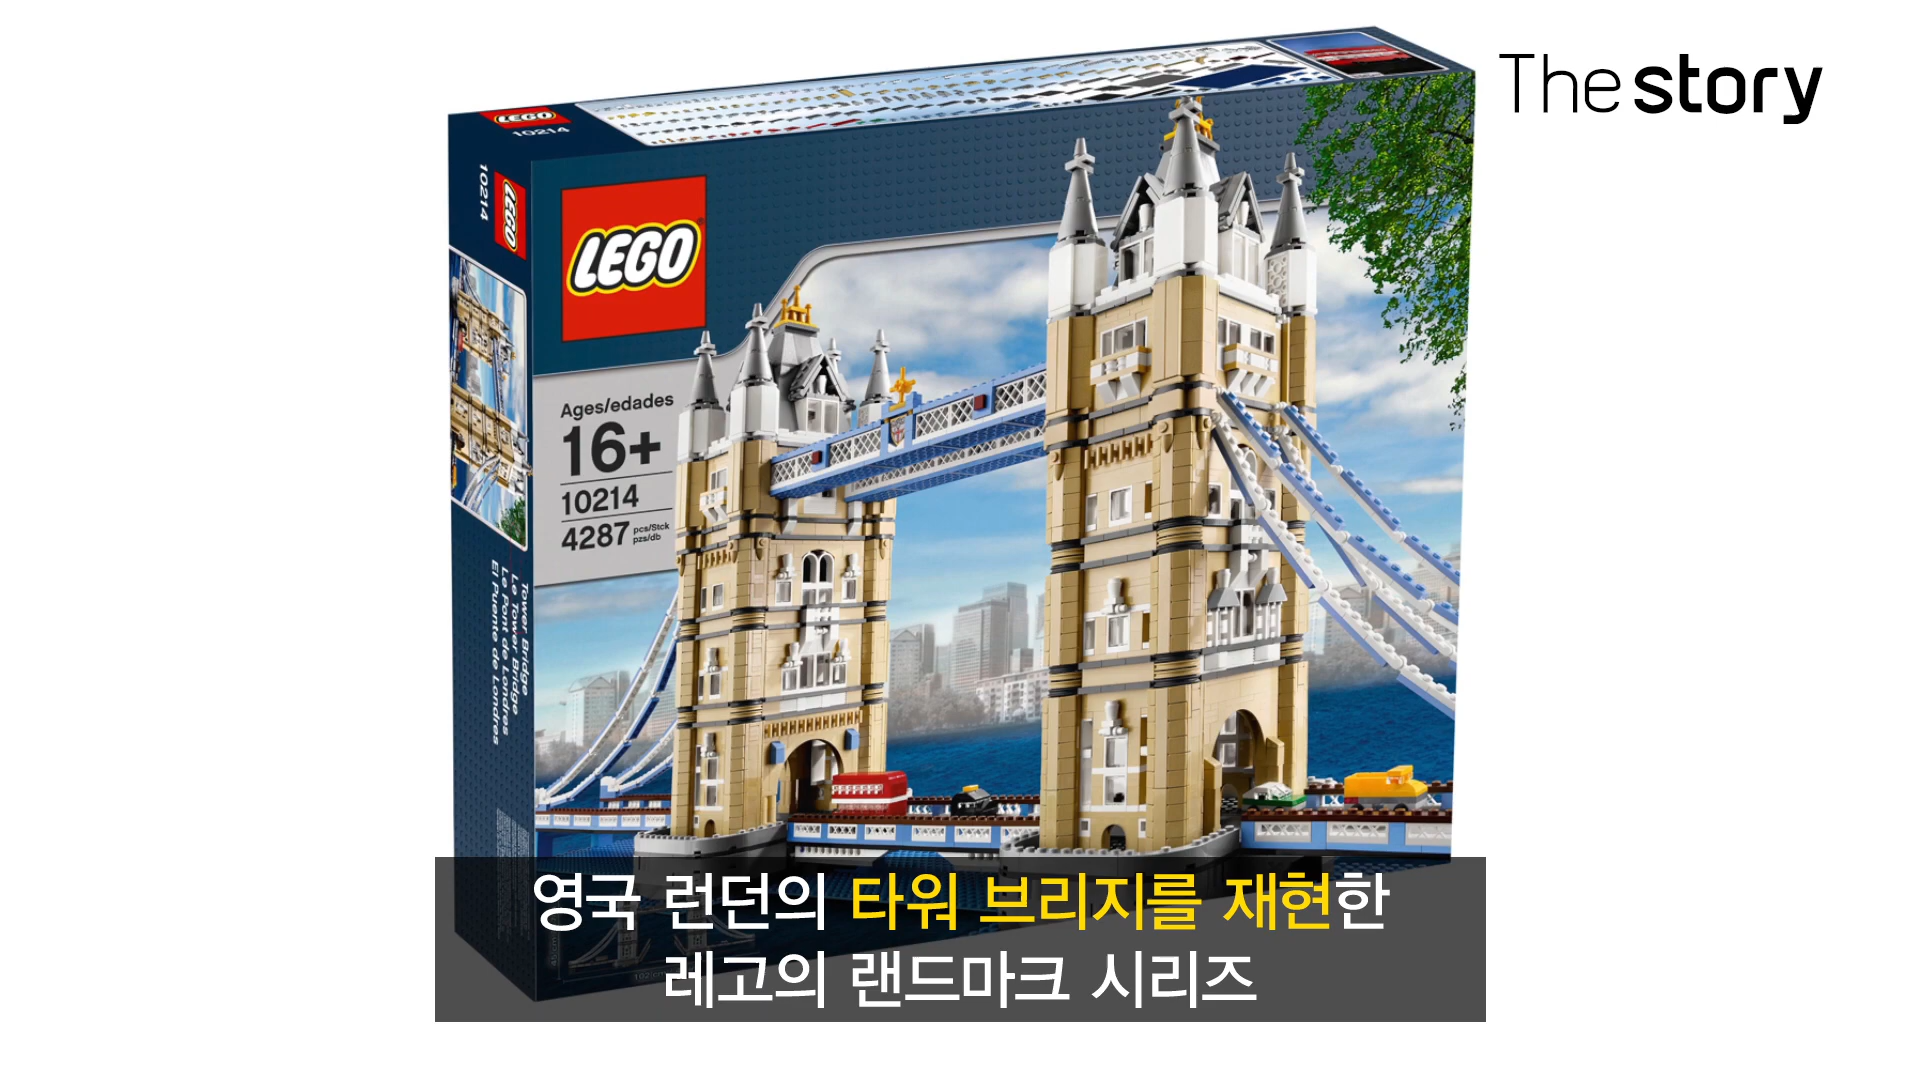 The story
LEGO
10214
10214
LEGO
LEGO
Ages/edades
16+
10214
4287 pcs/Stck
pzs/db
Tower Bridge
Le Tower Bridge
Le Pont de Londres
El Puente de Londres
영국 런던의 타워 브리지를 재현한
레고의 랜드마크 시리즈